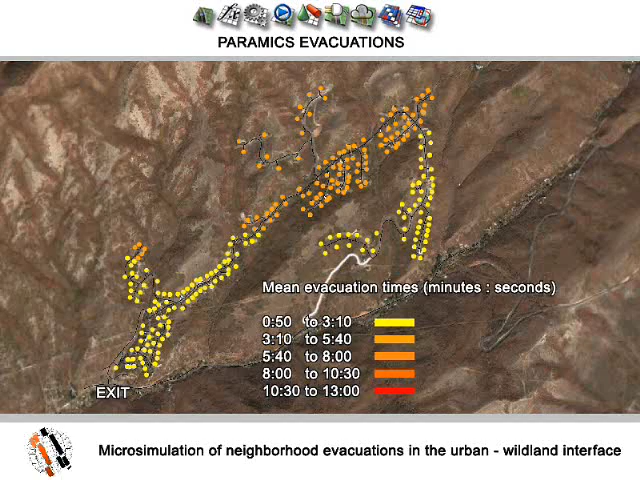 PARAMICS EVACUATIONS
Mean evacuation times (minutes : seconds)
0:50 to 3:10
3:10 to 5:40
5:40 to 8:00
8:00 to 10:30
10:30 to 13:00
EXIT
Microsimulation of neighborhood evacuations in the urban - wildland interface